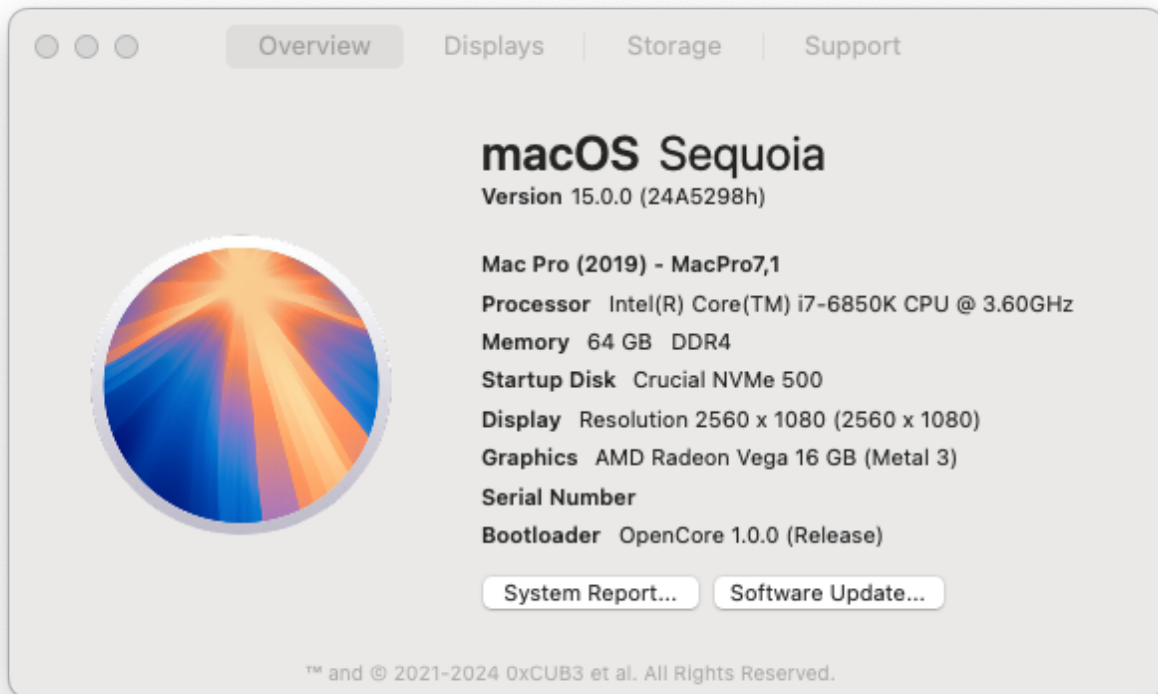 Overview Displays Storage Support
macOS Sequoia
Version 15.0.0 (24A5298h)
Mac Pro (2019) - MacPro7,1
Processor Intel(R) Core(TM) i7-6850K CPU @ 3.60GHz
Memory 64 GB DDR4
Startup Disk Crucial NVMe 500
Display Resolution 2560 x 1080 (2560 x 1080)
Graphics AMD Radeon Vega 16 GB (Metal 3)
Serial Number
Bootloader OpenCore 1.0.0 (Release)
System Report... Software Update...
™ and © 2021-2024 0xCUB3 et al. All Rights Reserved.